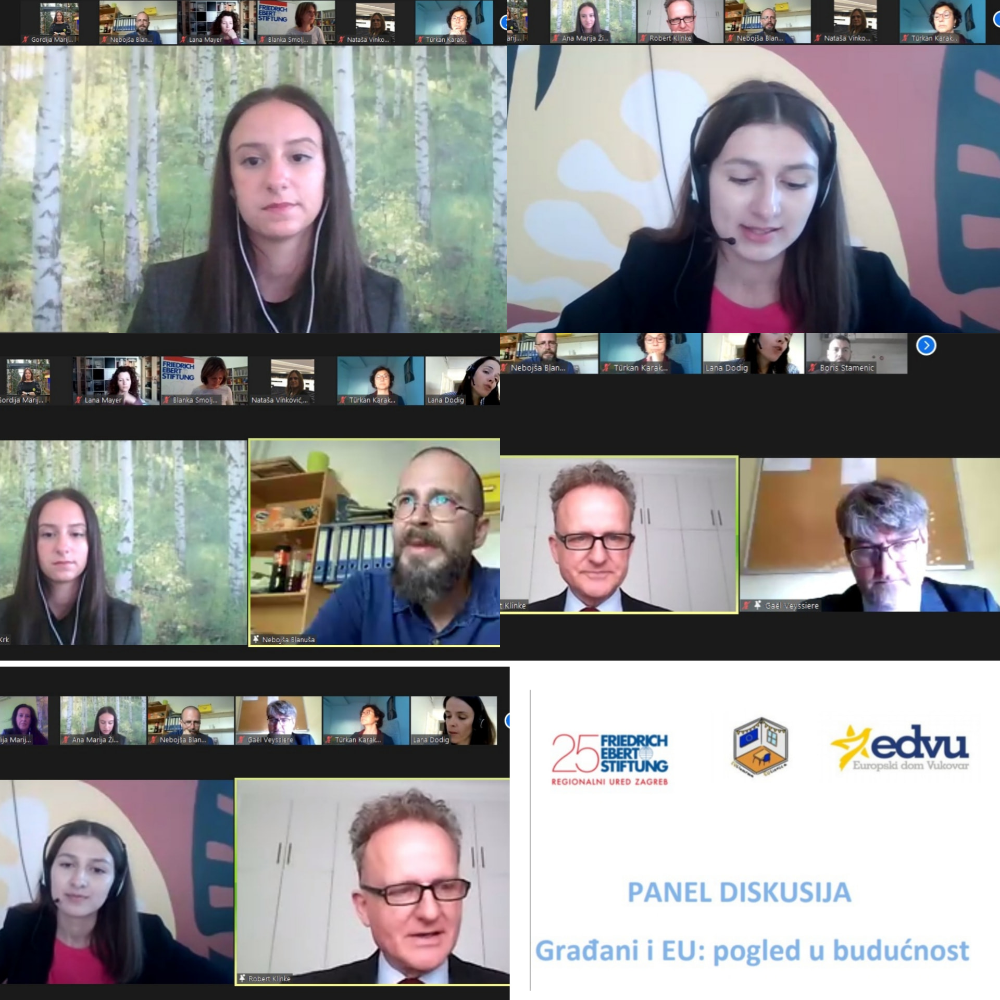 Gordija Marij...
Nebojša Blan...
Lana Mayer
FRIEDRICH
EBERT
STIFTUNG
Blanka Smolj...
Nataša Vinko...
Türkan Karak...
arij...
Ana Marija Ži...
Robert Klinke
Nebojša Blan...
Nataša Vinko...
Türkan Karak...
Gordija Marij...
Lana Mayer
FRIEDRICH
EBERT
STIFTUNG
Blanka Smolj...
Nataša Vinković,...
Türkan Karak...
Lana Dodig
Krk
Nebojša Blanuša
Nebojša Blan...
Türkan Karak...
Lana Dodig
Boris Stamenic
t Klinke
Gaël Veyssiere
ija Marij...
Ana Marija Ži...
Nebojša Blan...
Gaël Veyssiere
Türkan Karak...
Lana Dodig
Robert Klinke
25 FRIEDRICH
EBERT
STIFTUNG
REGIONALNI URED ZAGREB
edvu
Europski dom Vukovar
PANEL DISKUSIJA
Građani i EU: pogled u budućnost